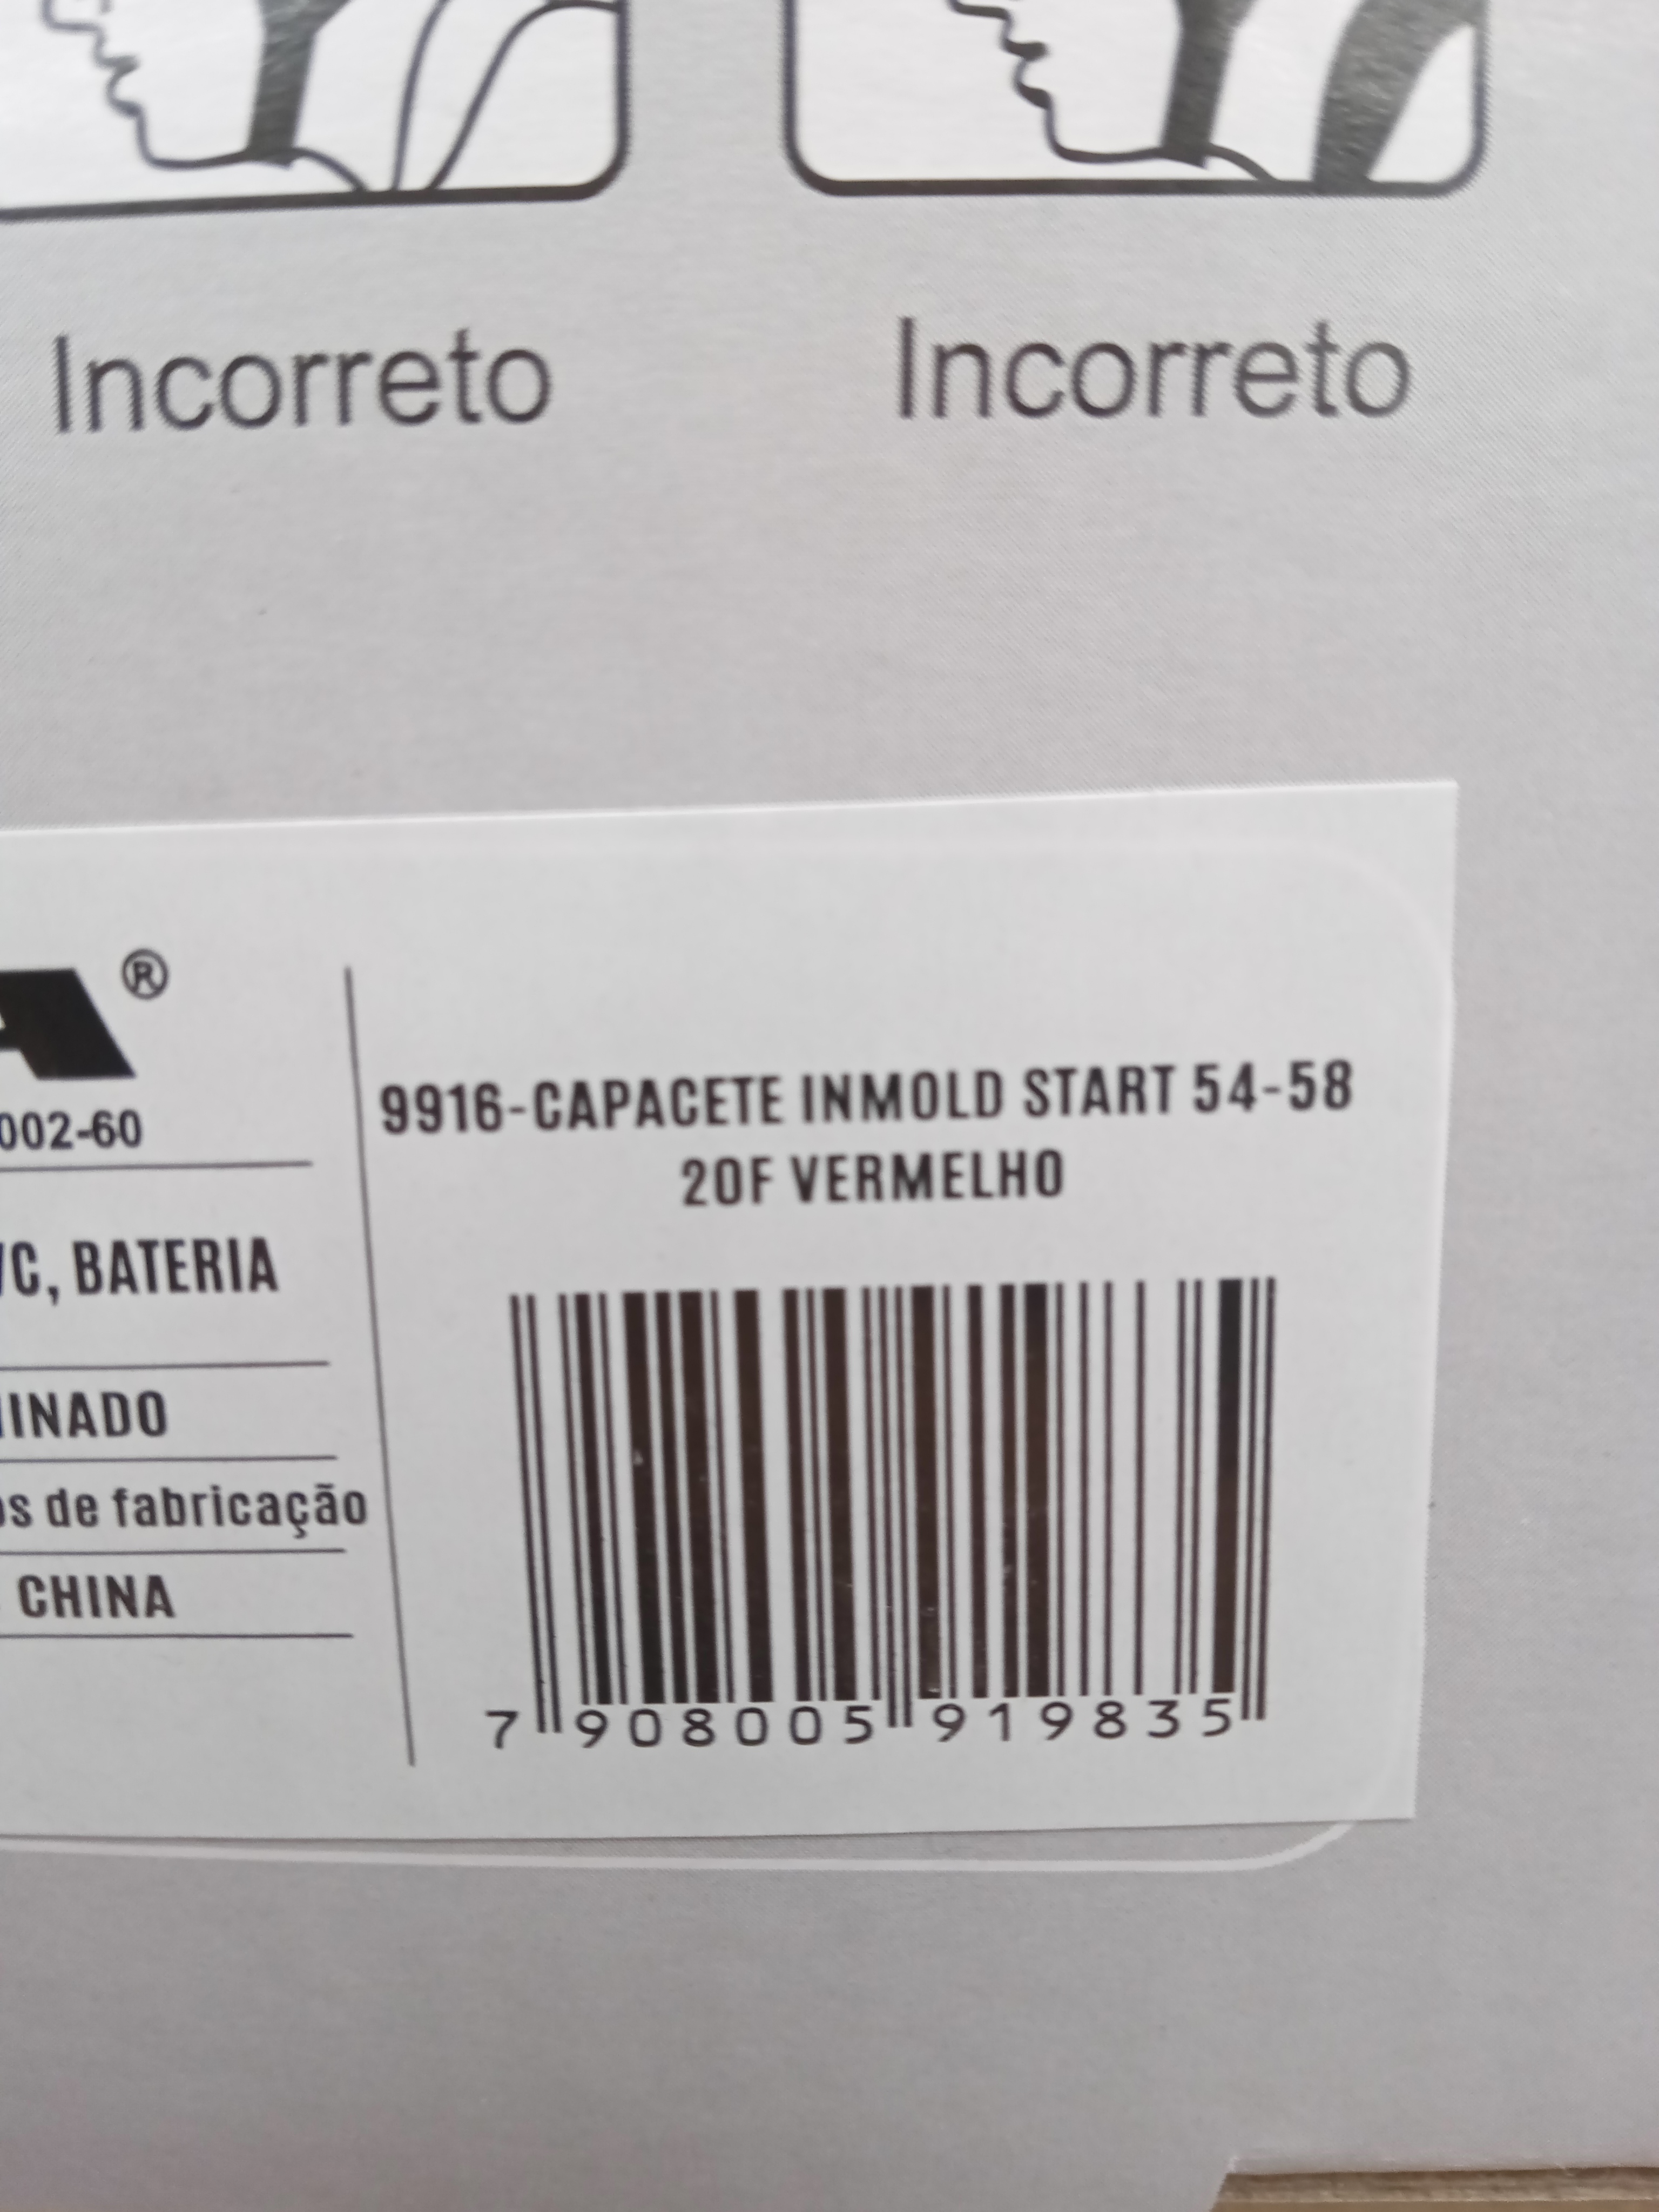 Incorreto Incorreto
A®
002-60
9916-CAPACETE INMOLD START 54-58
20F VERMELHO
C, BATERIA
INADO
os de fabricação
CHINA
7 908005 919835